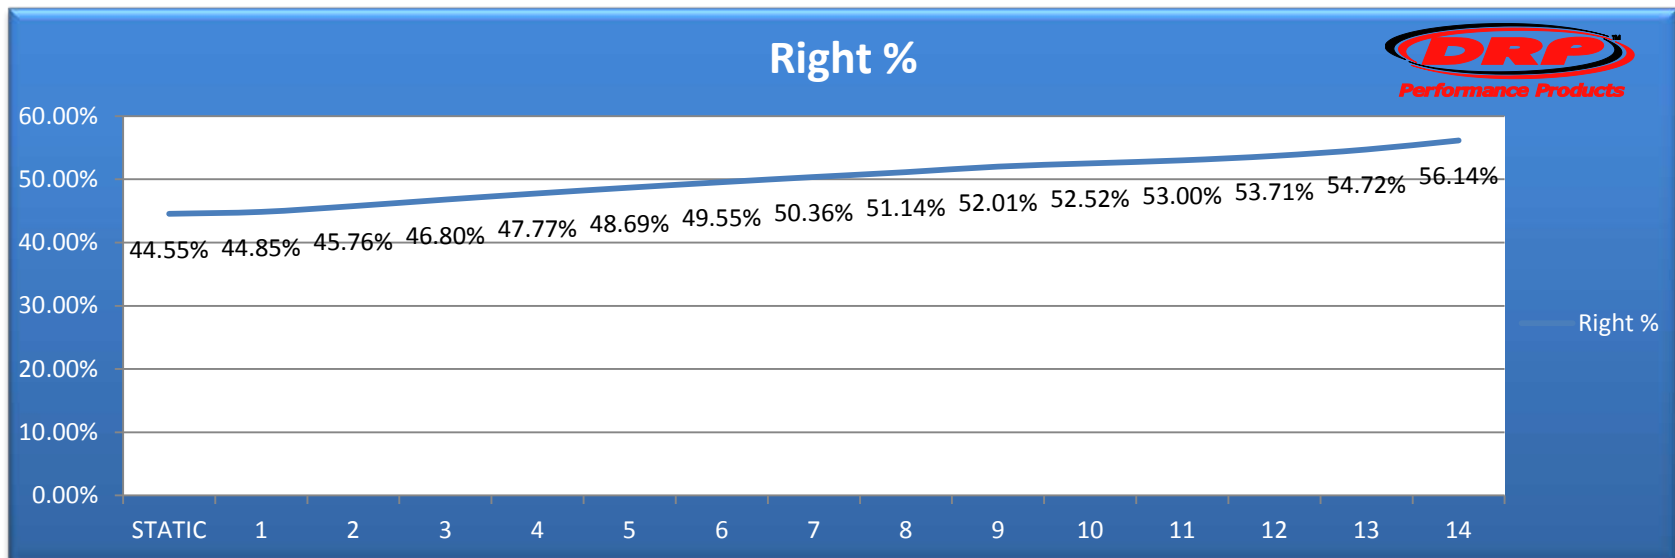 Right %
DRP™
Performance Products
60.00%
50.00%
40.00%
30.00%
20.00%
10.00%
0.00%
44.55% 44.85% 45.76% 46.80% 47.77% 48.69% 49.55% 50.36% 51.14% 52.01% 52.52% 53.00% 53.71% 54.72% 56.14%
Right %
STATIC 1 2 3 4 5 6 7 8 9 10 11 12 13 14